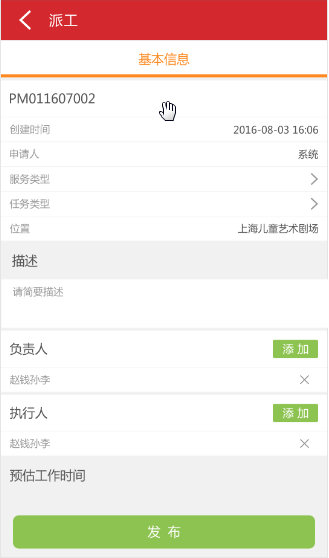 派工
基本信息
PM011607002
创建时间 2016-08-03 16:06
申请人 系统
服务类型
任务类型
位置 上海儿童艺术剧场
描述
请简要描述
负责人 添 加
赵钱孙李
执行人 添 加
赵钱孙李
预估工作时间
发 布